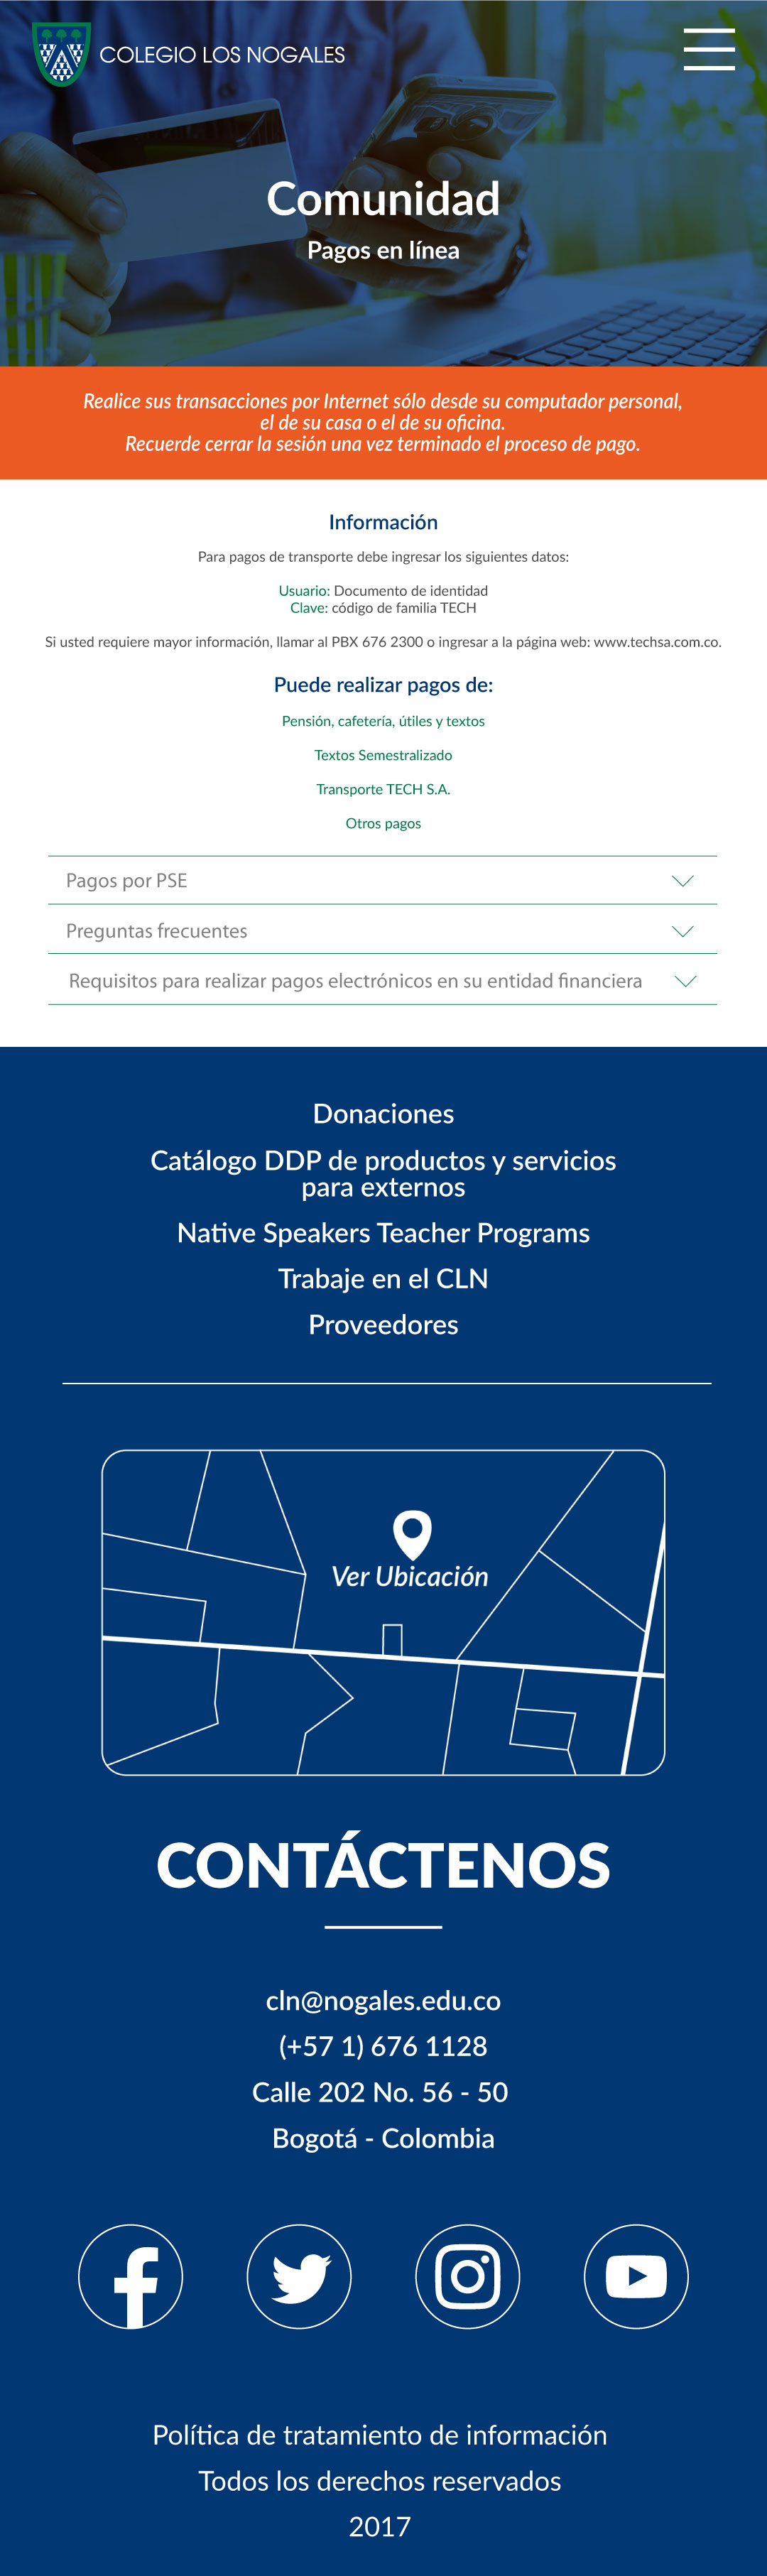 COLEGIO LOS NOGALES
Comunidad
Pagos en línea
Realice sus transacciones por Internet sólo desde su computador personal,
el de su casa o el de su oficina.
Recuerde cerrar la sesión una vez terminado el proceso de pago.
Información
Para pagos de transporte debe ingresar los siguientes datos:
Usuario: Documento de identidad
Clave: código de familia TECH
Si usted requiere mayor información, llamar al PBX 676 2300 o ingresar a la página web: www.techsa.com.co.
Puede realizar pagos de:
Pensión, cafetería, útiles y textos
Textos Semestralizado
Transporte TECH S.A.
Otros pagos
Pagos por PSE
Preguntas frecuentes
Requisitos para realizar pagos electrónicos en su entidad financiera
Donaciones
Catálogo DDP de productos y servicios
para externos
Native Speakers Teacher Programs
Trabaje en el CLN
Proveedores
Ver Ubicación
CONTÁCTENOS
cln@nogales.edu.co
(+57 1) 676 1128
Calle 202 No. 56 - 50
Bogotá - Colombia
Política de tratamiento de información
Todos los derechos reservados
2017